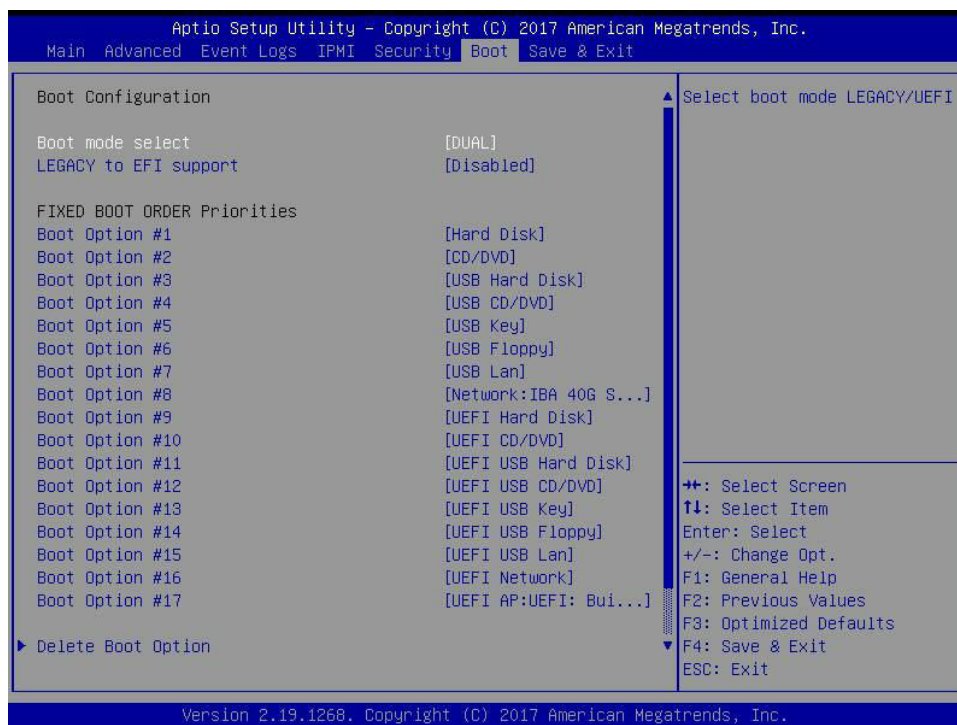 Aptio Setup Utility – Copyright (C) 2017 American Megatrends, Inc.
Main Advanced Event Logs IPMI Security Boot Save & Exit
Boot Configuration
Boot mode select [DUAL]
LEGACY to EFI support [Disabled]
FIXED BOOT ORDER Priorities
Boot Option #1 [Hard Disk]
Boot Option #2 [CD/DVD]
Boot Option #3 [USB Hard Disk]
Boot Option #4 [USB CD/DVD]
Boot Option #5 [USB Key]
Boot Option #6 [USB Floppy]
Boot Option #7 [USB Lan]
Boot Option #8 [Network:IBA 40G S...]
Boot Option #9 [UEFI Hard Disk]
Boot Option #10 [UEFI CD/DVD]
Boot Option #11 [UEFI USB Hard Disk]
Boot Option #12 [UEFI USB CD/DVD]
Boot Option #13 [UEFI USB Key]
Boot Option #14 [UEFI USB Floppy]
Boot Option #15 [UEFI USB Lan]
Boot Option #16 [UEFI Network]
Boot Option #17 [UEFI AP:UEFI: Bui...]
▶ Delete Boot Option
Select boot mode LEGACY/UEFI
→←: Select Screen
↑↓: Select Item
Enter: Select
+/-: Change Opt.
F1: General Help
F2: Previous Values
F3: Optimized Defaults
F4: Save & Exit
ESC: Exit
Version 2.19.1268. Copyright (C) 2017 American Megatrends, Inc.